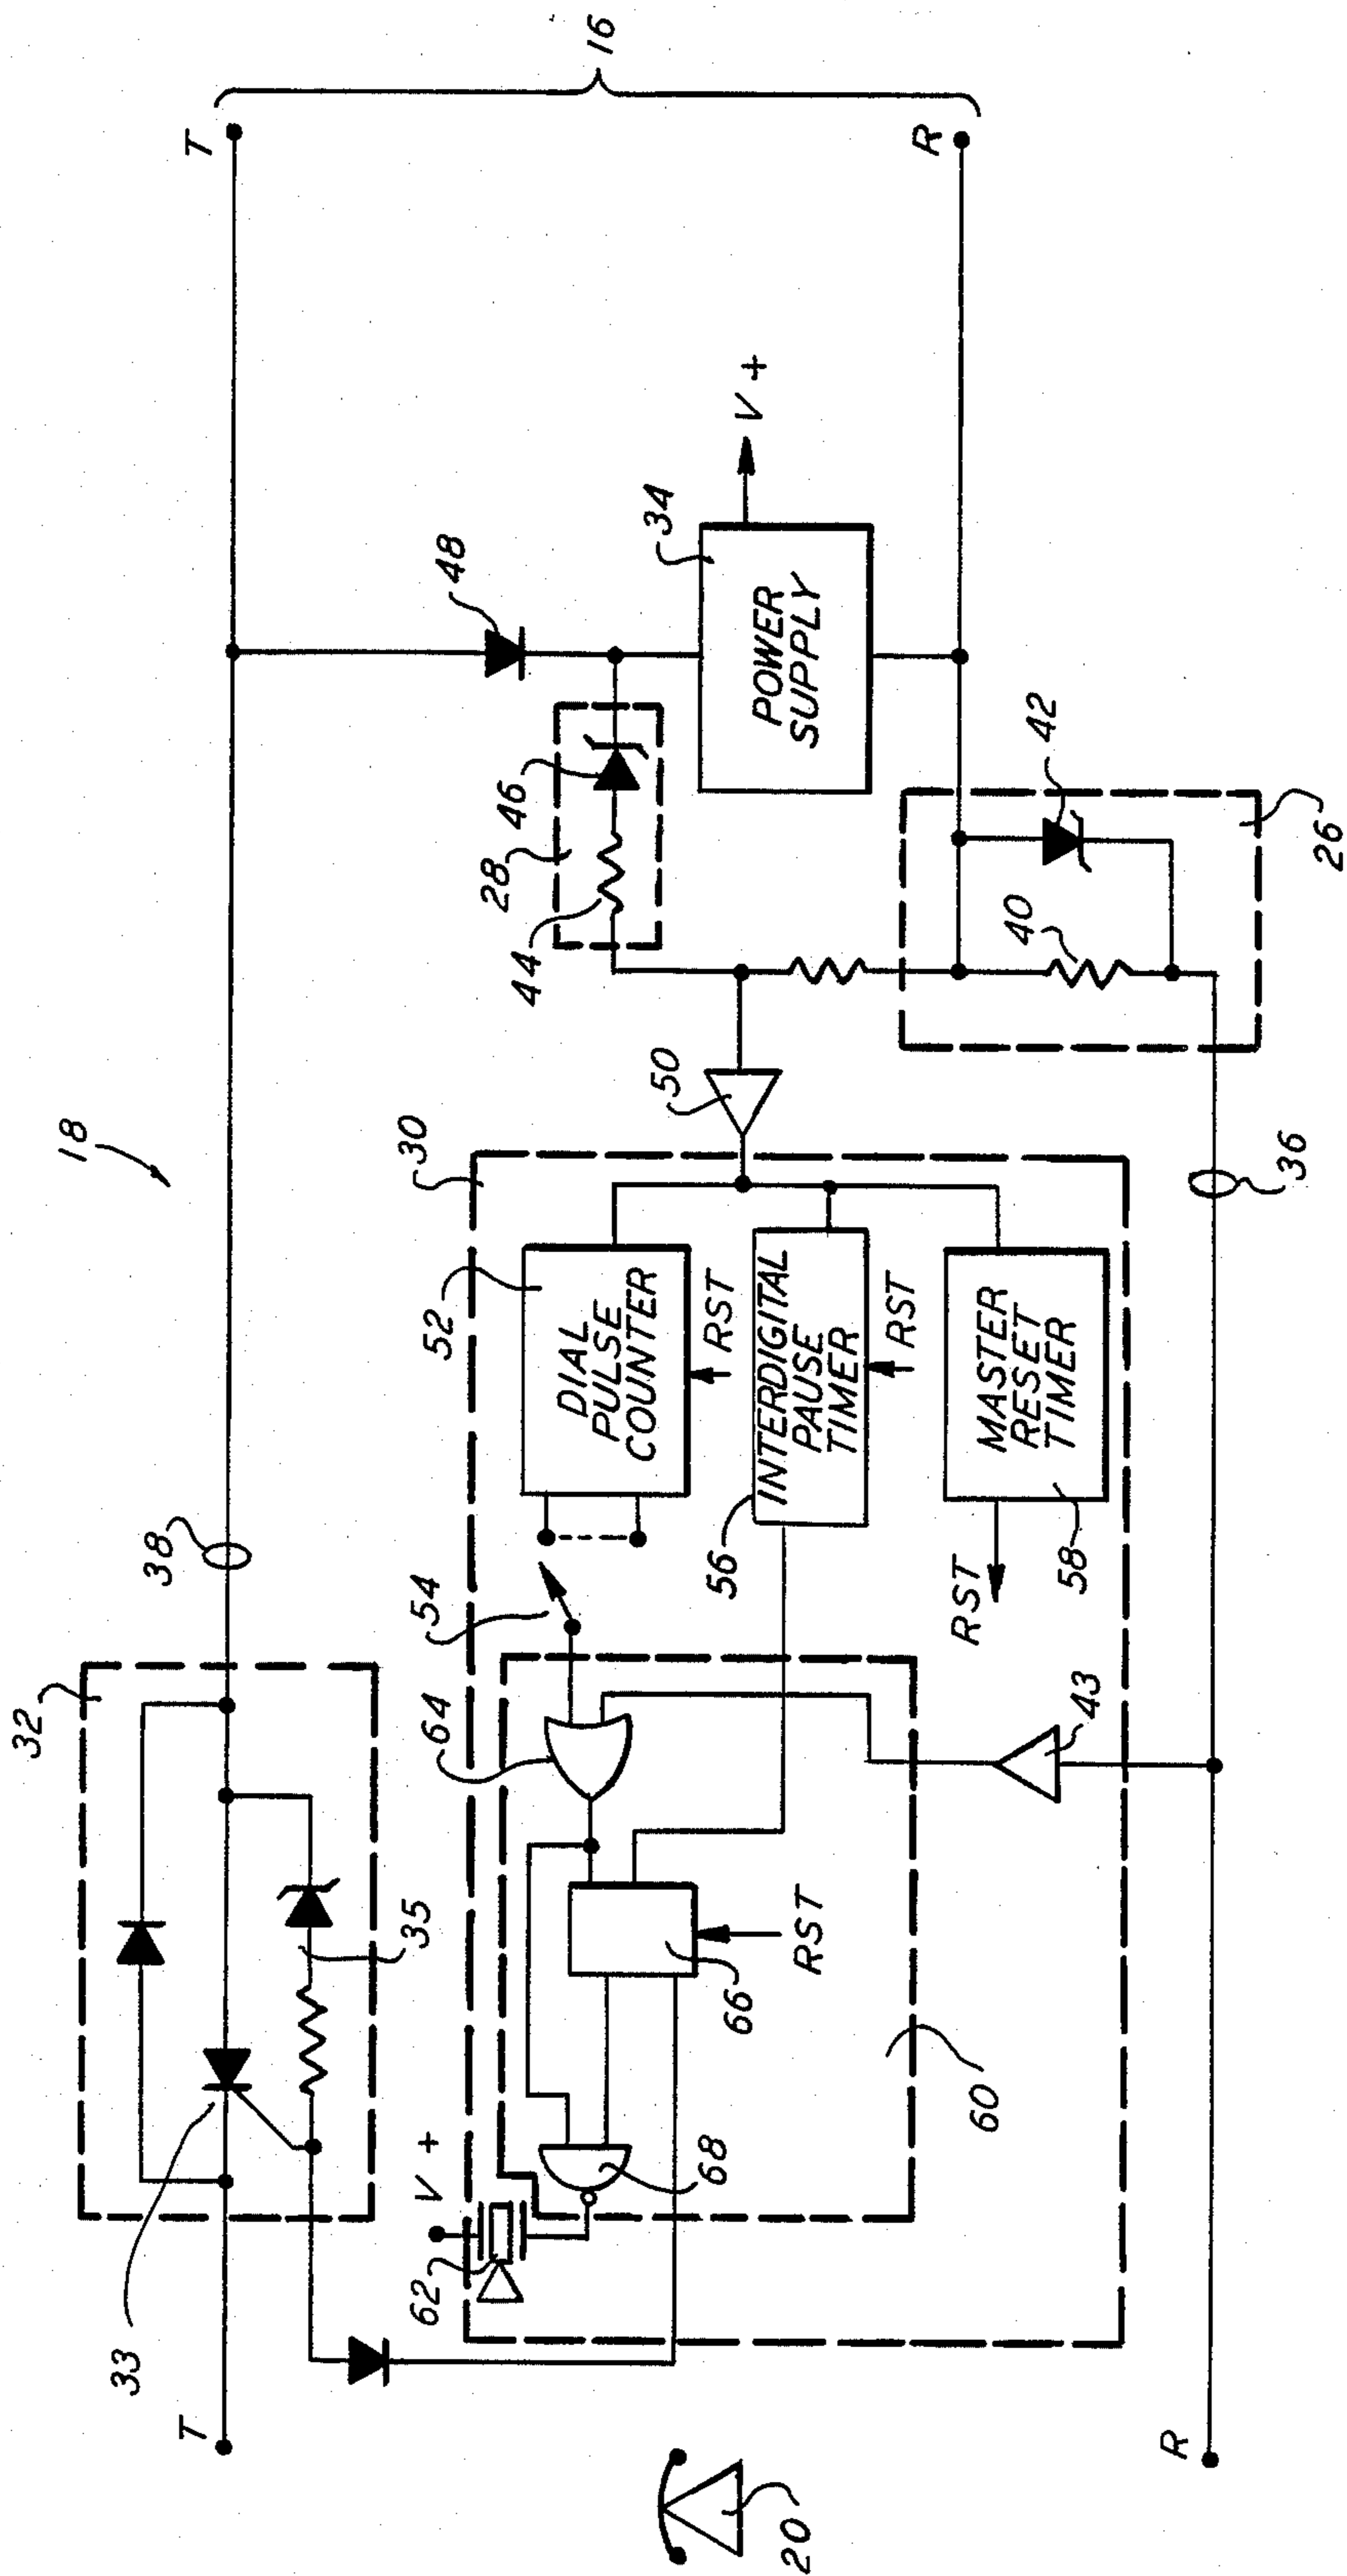 32
18
33
38
T
T
16
35
V +
62
64
54
52
30
44
28
46
48
DIAL
PULSE
COUNTER
RST
50
34
POWER
SUPPLY
V +
68
66
RST
56
INTERDIGITAL
PAUSE
TIMER
RST
20
60
RST
58
MASTER
RESET
TIMER
43
40
42
R
R
36
26